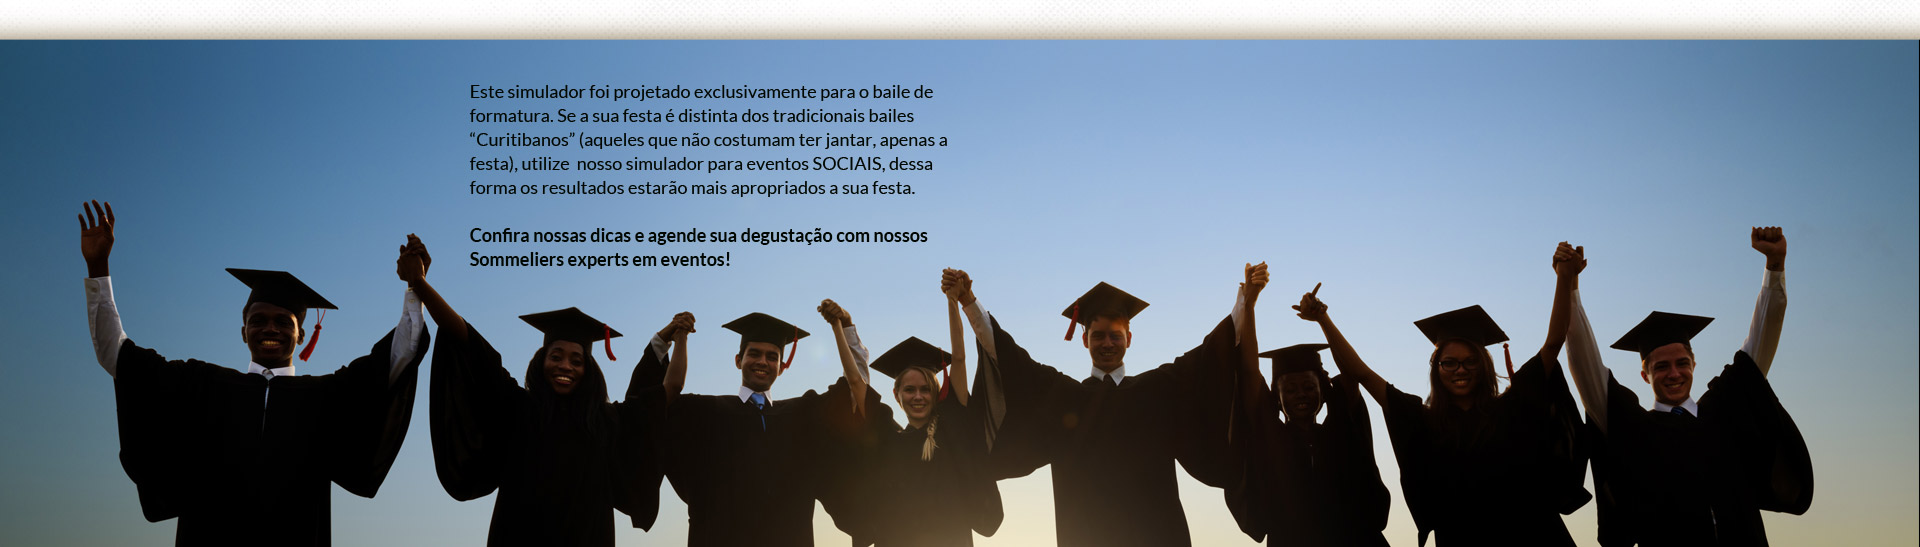 Este simulador foi projetado exclusivamente para o baile de
formatura. Se a sua festa é distinta dos tradicionais bailes
“Curitibanos” (aqueles que não costumam ter jantar, apenas a
festa), utilize  nosso simulador para eventos SOCIAIS, dessa
forma os resultados estarão mais apropriados a sua festa.
Confira nossas dicas e agende sua degustação com nossos
Sommeliers experts em eventos!